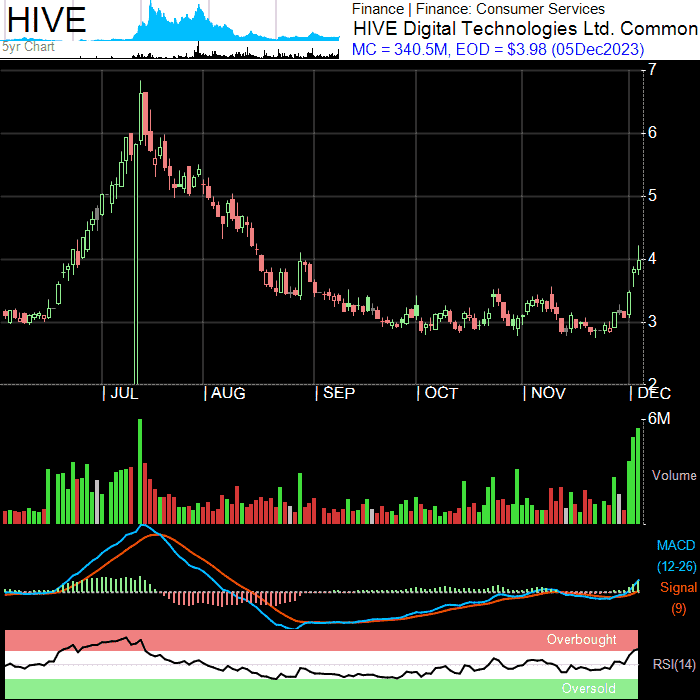 HIVE
5yr Chart
Finance | Finance: Consumer Services
HIVE Digital Technologies Ltd. Common
MC = 340.5M, EOD = $3.98 (05Dec2023)
7
6
5
4
3
2
JUL AUG SEP OCT NOV DEC
6M
Volume
MACD
(12-26)
Signal
(9)
Overbought
RSI(14)
Oversold